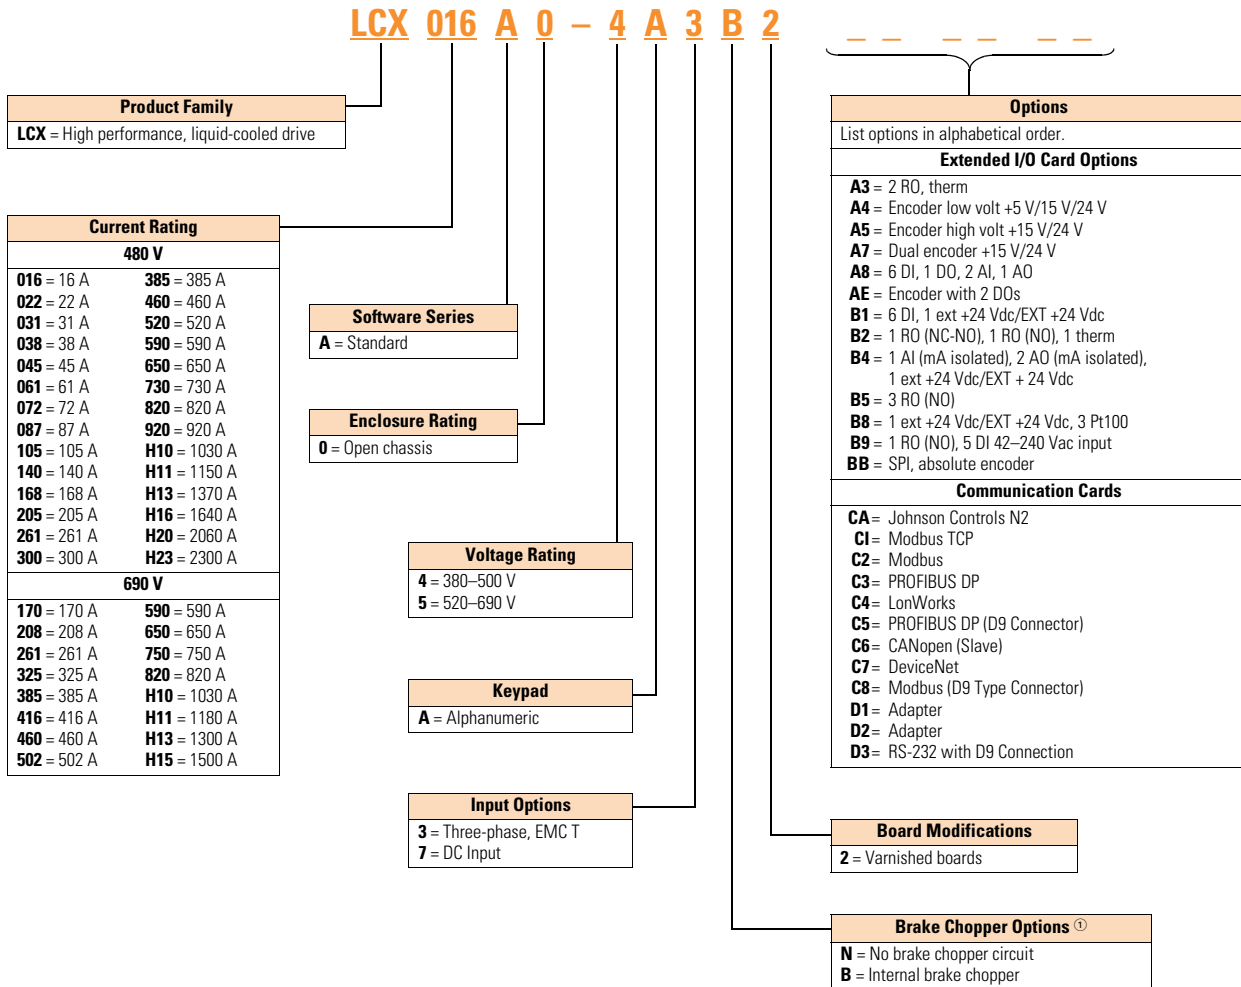 LCX 016 A 0 – 4 A 3 B 2 _ _ _ _ _ _
Product Family
LCX = High performance, liquid-cooled drive
Current Rating
480 V
016 = 16 A 385 = 385 A
022 = 22 A 460 = 460 A
031 = 31 A 520 = 520 A
038 = 38 A 590 = 590 A
045 = 45 A 650 = 650 A
061 = 61 A 730 = 730 A
072 = 72 A 820 = 820 A
087 = 87 A 920 = 920 A
105 = 105 A H10 = 1030 A
140 = 140 A H11 = 1150 A
168 = 168 A H13 = 1370 A
205 = 205 A H16 = 1640 A
261 = 261 A H20 = 2060 A
300 = 300 A H23 = 2300 A
690 V
170 = 170 A 590 = 590 A
208 = 208 A 650 = 650 A
261 = 261 A 750 = 750 A
325 = 325 A 820 = 820 A
385 = 385 A H10 = 1030 A
416 = 416 A H11 = 1180 A
460 = 460 A H13 = 1300 A
502 = 502 A H15 = 1500 A
Software Series
A = Standard
Enclosure Rating
0 = Open chassis
Voltage Rating
4 = 380–500 V
5 = 520–690 V
Keypad
A = Alphanumeric
Input Options
3 = Three-phase, EMC T
7 = DC Input
Options
List options in alphabetical order.
Extended I/O Card Options
A3 = 2 RO, therm
A4 = Encoder low volt +5 V/15 V/24 V
A5 = Encoder high volt +15 V/24 V
A7 = Dual encoder +15 V/24 V
A8 = 6 DI, 1 DO, 2 AI, 1 AO
AE = Encoder with 2 DOs
B1 = 6 DI, 1 ext +24 Vdc/EXT +24 Vdc
B2 = 1 RO (NC-NO), 1 RO (NO), 1 therm
B4 = 1 AI (mA isolated), 2 AO (mA isolated),
1 ext +24 Vdc/EXT + 24 Vdc
B5 = 3 RO (NO)
B8 = 1 ext +24 Vdc/EXT +24 Vdc, 3 Pt100
B9 = 1 RO (NO), 5 DI 42–240 Vac input
BB = SPI, absolute encoder
Communication Cards
CA = Johnson Controls N2
CI = Modbus TCP
C2 = Modbus
C3 = PROFIBUS DP
C4 = LonWorks
C5 = PROFIBUS DP (D9 Connector)
C6 = CANopen (Slave)
C7 = DeviceNet
C8 = Modbus (D9 Type Connector)
D1 = Adapter
D2 = Adapter
D3 = RS-232 with D9 Connection
Board Modifications
2 = Varnished boards
Brake Chopper Options ①
N = No brake chopper circuit
B = Internal brake chopper